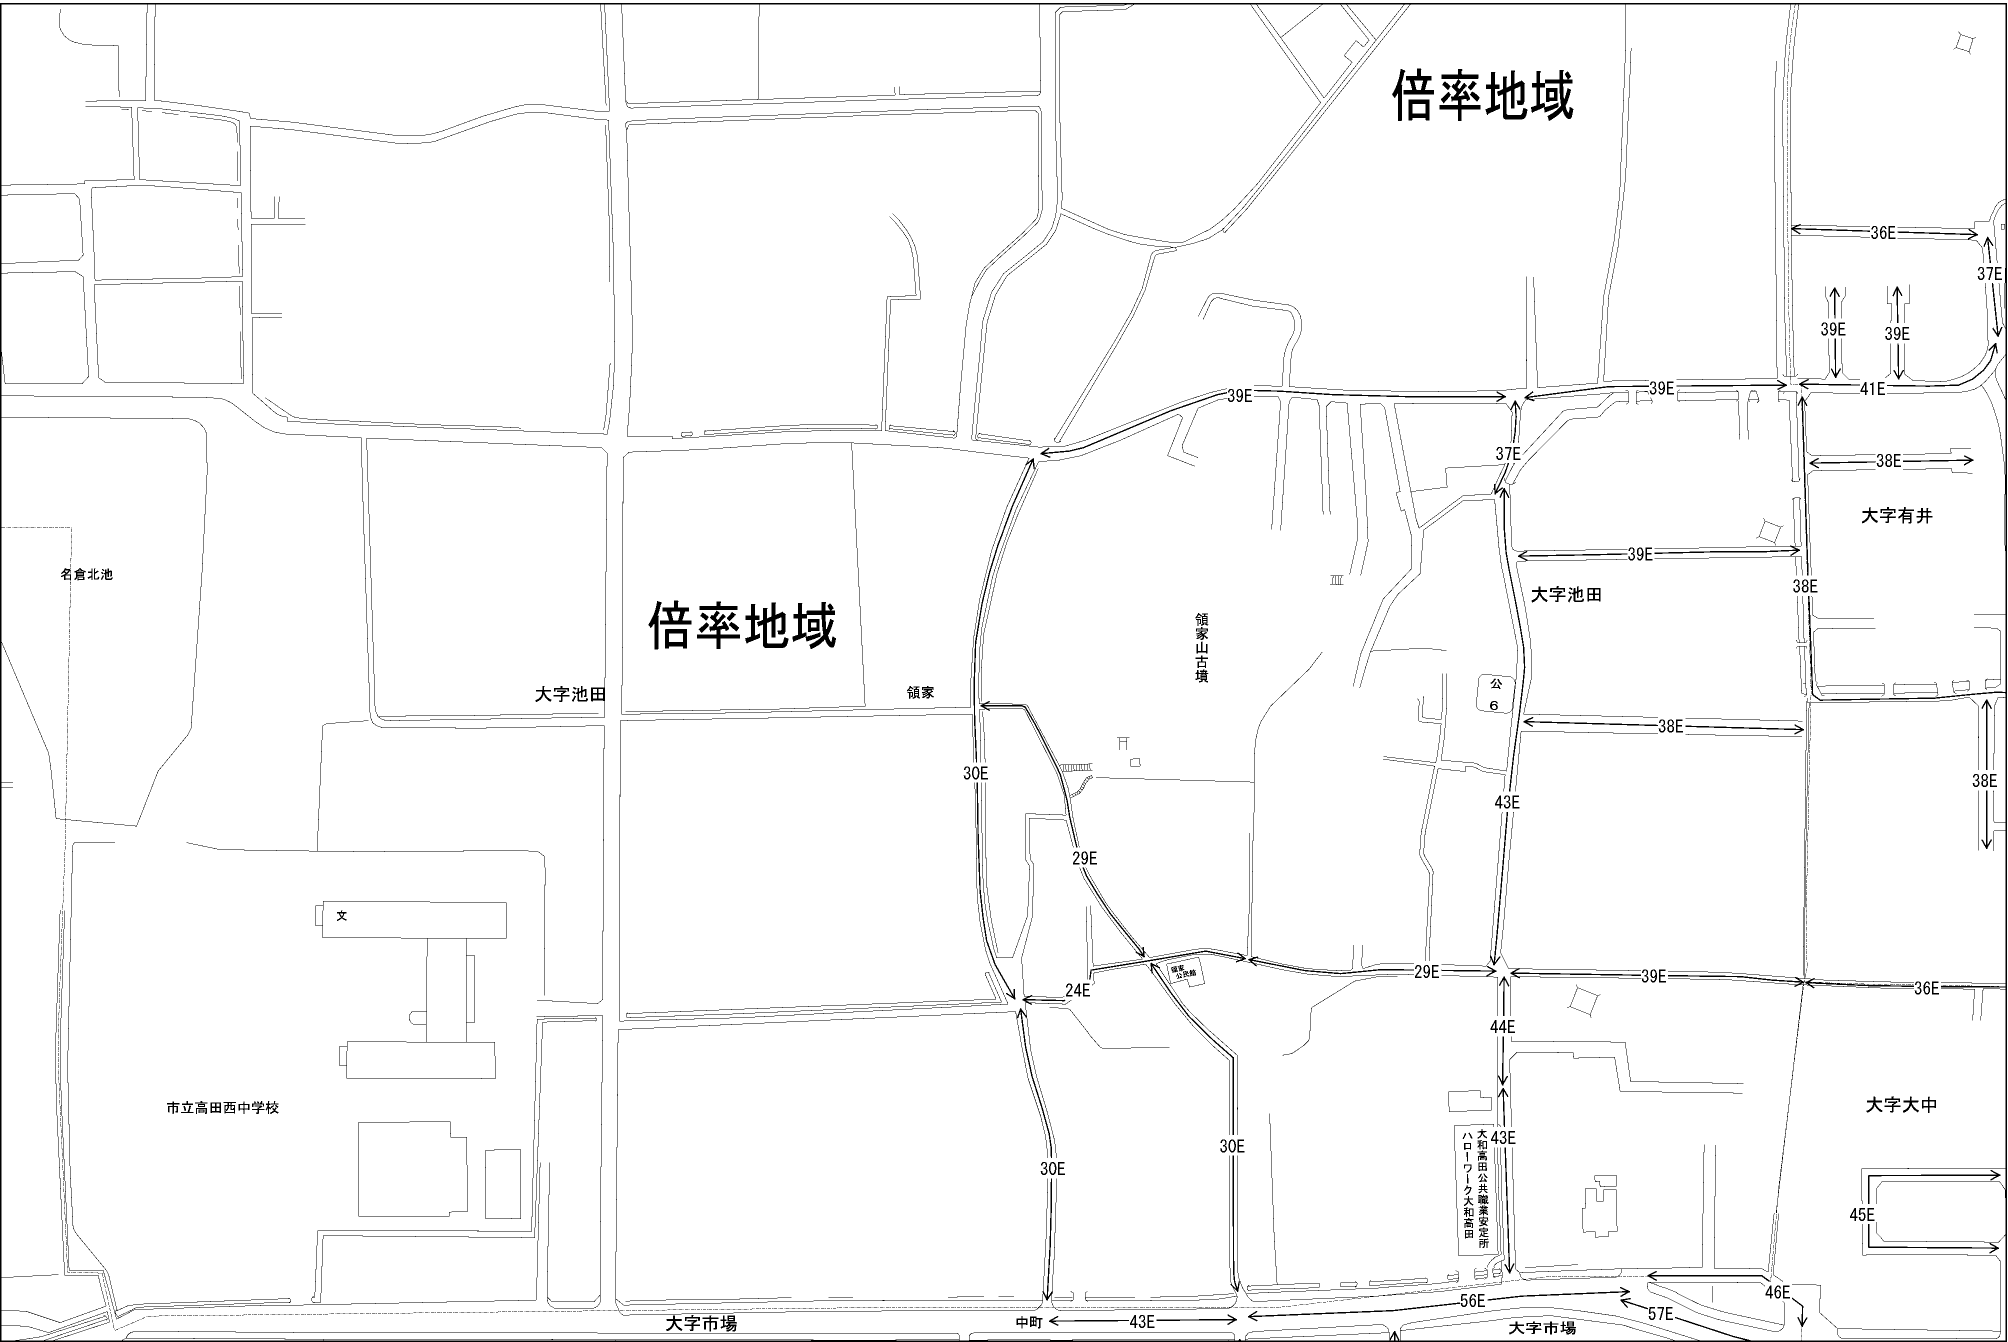 倍率地域
36E
37E
39E
39E
39E
39E
41E
37E
38E
大字有井
39E
名倉北池
38E
大字池田
倍率地域
領家山古墳
大字池田
領家
公
6
38E
30E
38E
43E
29E
文
領家
公民館
29E
39E
24E
36E
44E
市立高田西中学校
大字大中
43E
大和高田公共職業安定所
ハローワーク大和高田
30E
30E
45E
46E
56E
57E
大字市場
中町
43E
大字市場